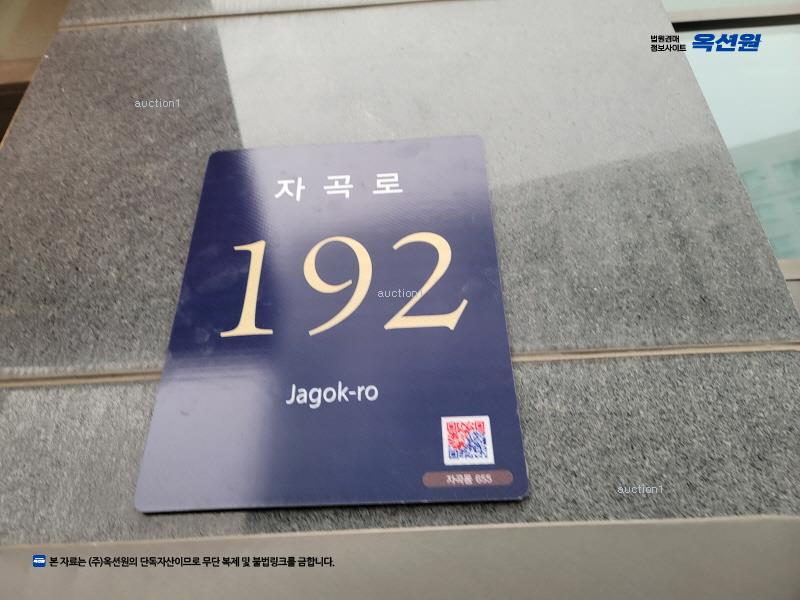 법원경매
정보사이트 옥션원
auction1
자곡로
192
auction1
Jagok-ro
자곡동 655
auction1
본 자료는 (주)옥션원의 단독자산이므로 무단 복제 및 불법링크를 금합니다.